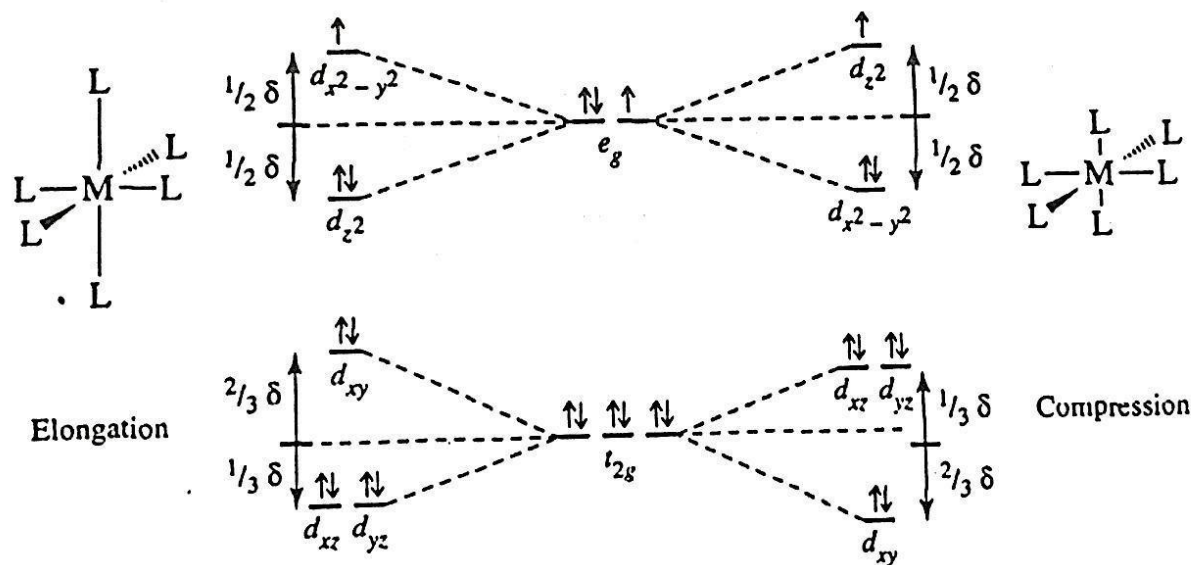 L
L
L—M—L
L
L
↑
d_{x²−y²}
1/2 δ
1/2 δ
↑↓
d_{z²}
↑↓ ↑
e_g
↑
d_{z²}
1/2 δ
1/2 δ
↑↓
d_{x²−y²}
L
L
L—M—L
L
L
Elongation
↑↓
d_{xy}
2/3 δ
1/3 δ
↑↓ ↑↓
d_{xz} d_{yz}
↑↓ ↑↓ ↑↓
t_{2g}
↑↓ ↑↓
d_{xz} d_{yz}
1/3 δ
2/3 δ
↑↓
d_{xy}
Compression